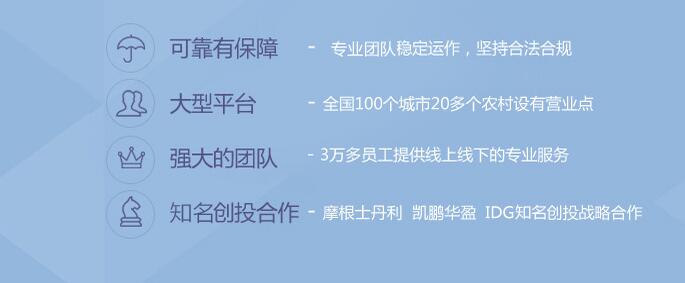 可靠有保障 - 专业团队稳定运作，坚持合法合规
大型平台 - 全国100个城市20多个农村设有营业点
强大的团队 - 3万多员工提供线上线下的专业服务
知名创投合作 - 摩根士丹利 凯鹏华盈 IDG知名创投战略合作